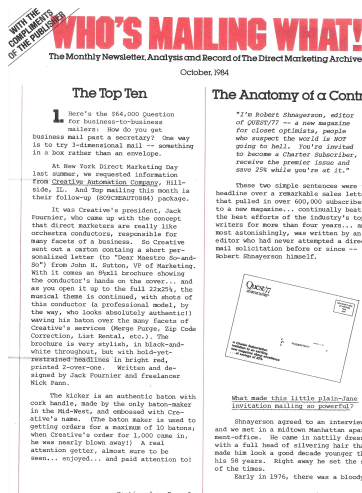 WITH THE
COMPLIMENTS
OF THE PUBLISHER
WHO'S MAILING WHAT!
The Monthly Newsletter, Analysis and Record of The Direct Marketing Archive
October, 1984
The Top Ten
1. Here's the $64,000 Question
for business-to-business
mailers: How do you get
business mail past a secretary? One way
is to try 3-dimensional mail -- something
in a box rather than an envelope.
At New York Direct Marketing Day
last summer, we requested information
from Creative Automation Company, Hill-
side, IL. And Top mailing this month is
their follow-up (809CREAUT0884) package.
It was Creative's president, Jack
Fournier, who came up with the concept
that direct marketers are really like
orchestra conductors, responsible for
many facets of a business. So Creative
sent out a carton containing a short per-
sonalized letter (to "Dear Maestro So-and-
So") from John H. Sutton, VP of Marketing.
With it comes an 8½x11 brochure showing
the conductor's hands on the cover... and
as you open it up to the full 22x25½, the
musical theme is continued, with shots of
this conductor (a professional model, by
the way, who looks absolutely authentic!)
waving his baton over the many facets of
Creative's services (Merge Purge, Zip Code
Correction, List Rental, etc.). The
brochure is very stylish, in black-and-
white throughout, but with bold-yet-
restrained headlines in bright red,
printed 2-over-one. Written and de-
signed by Jack Fournier and freelancer
Nick Pann.
The kicker is an authentic baton with
cork handle, made by the only baton-maker
in the Mid-West, and embossed with Cre-
ative's name. (The baton maker is used to
getting orders for a maximum of 10 batons;
when Creative's order for 1,000 came in,
he was nearly blown away!) A real
attention getter, almost sure to be
seen... enjoyed... and paid attention to!
The Anatomy of a Contr
"I'm Robert Shnayerson, editor
of QUEST/77 -- a new magazine
for closet optimists, people
who suspect the world is NOT
going to hell. You're invited
to become a Charter Subscriber,
receive the premier issue and
save 25% while you're at it."
These two simple sentences were
headline over a remarkable sales lett
that pulled in over 600,000 subscribe
to a new magazine... continually beat
the best efforts of the industry's to
writers for more than four years... a
most astonishingly, was written by an
editor who had never attempted a dire
mail solicitation before or since --
Robert Shnayerson himself.
Quest/77
What made this little plain-Jane
invitation mailing so powerful?
Shnayerson agreed to an interview
and we met in a midtown Manhattan apar
ment-office. He came in nattily dress
with a full head of silvering hair tha
made him look a good decade younger th
his 58 years. Right away he set the s
of the times.
Early in 1976, there was a bloody